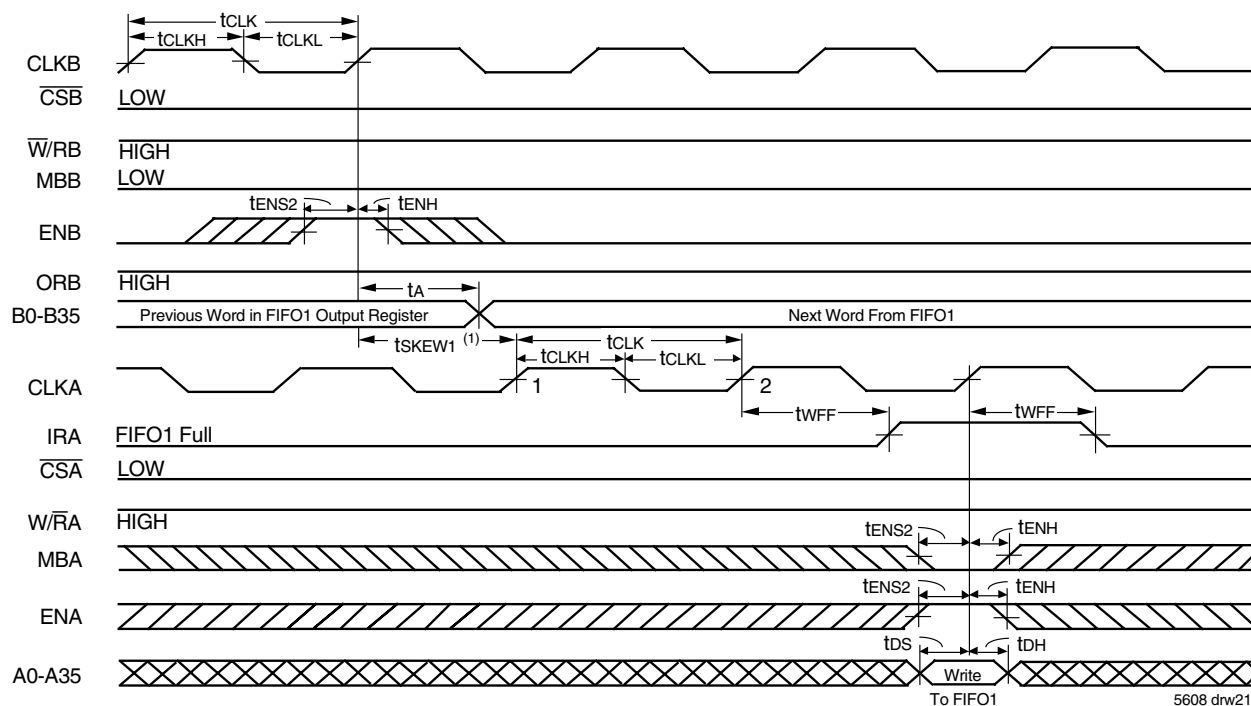 tCLK
tCLKH tCLKL
CLKB
CSB LOW
W/RB HIGH
MBB LOW
tENS2 tENH
ENB
ORB HIGH
tA
B0-B35 Previous Word in FIFO1 Output Register Next Word From FIFO1
tSKEW1 (1) tCLK
tCLKH tCLKL
CLKA 1 2
tWFF tWFF
IRA FIFO1 Full
CSA LOW
W/RA HIGH
tENS2 tENH
MBA
tENS2 tENH
ENA
tDS tDH
A0-A35 Write
To FIFO1 5608 drw21